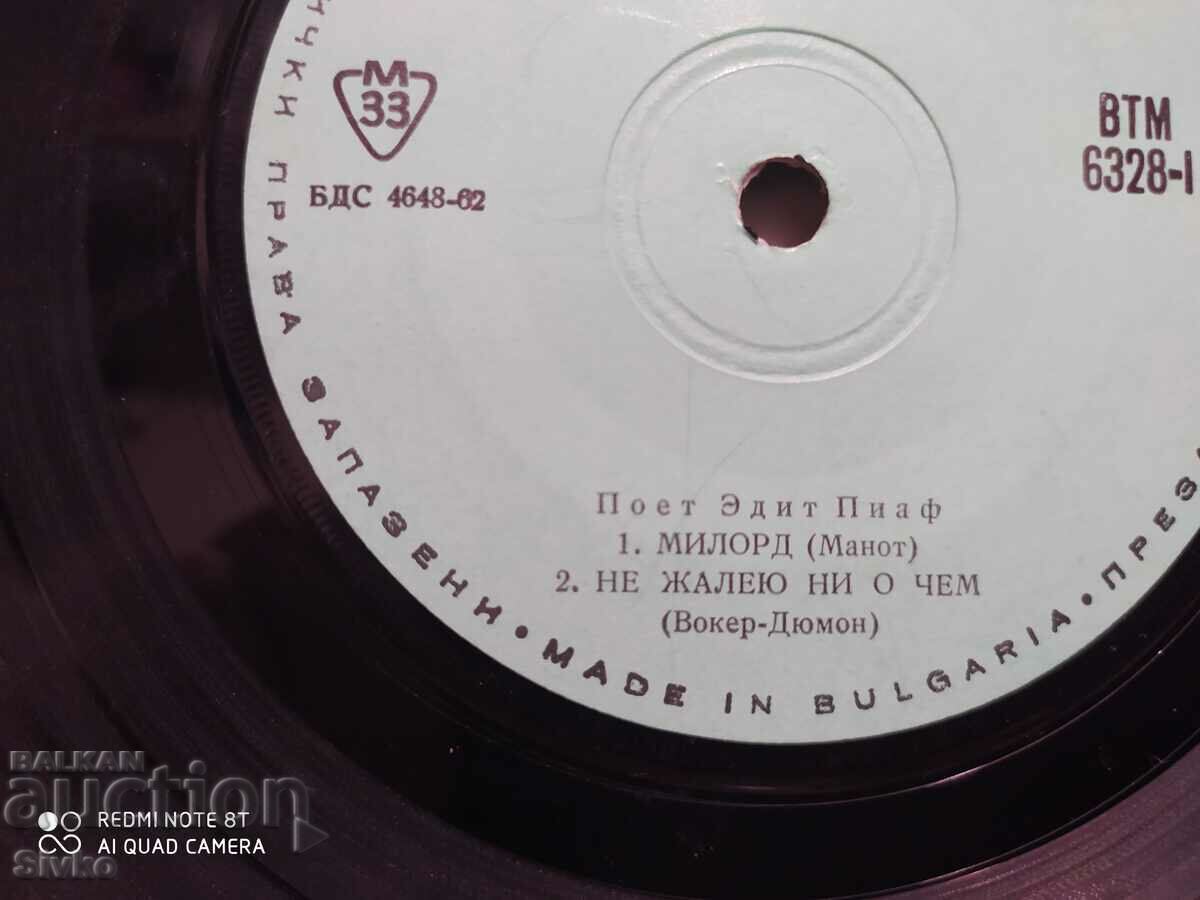 М
33
БДС 4648-62
ВТМ
6328-I
Поет Эдит Пиаф
1. МИЛОРД (Манот)
2. НЕ ЖАЛЕЮ НИ О ЧЕМ
(Вокер-Дюмон)
ПРАВА ЗАПАЗЕНИ • MADE IN BULGARIA •
BALKAN
auction
REDMI NOTE 8T
AI QUAD CAMERA
Sivko